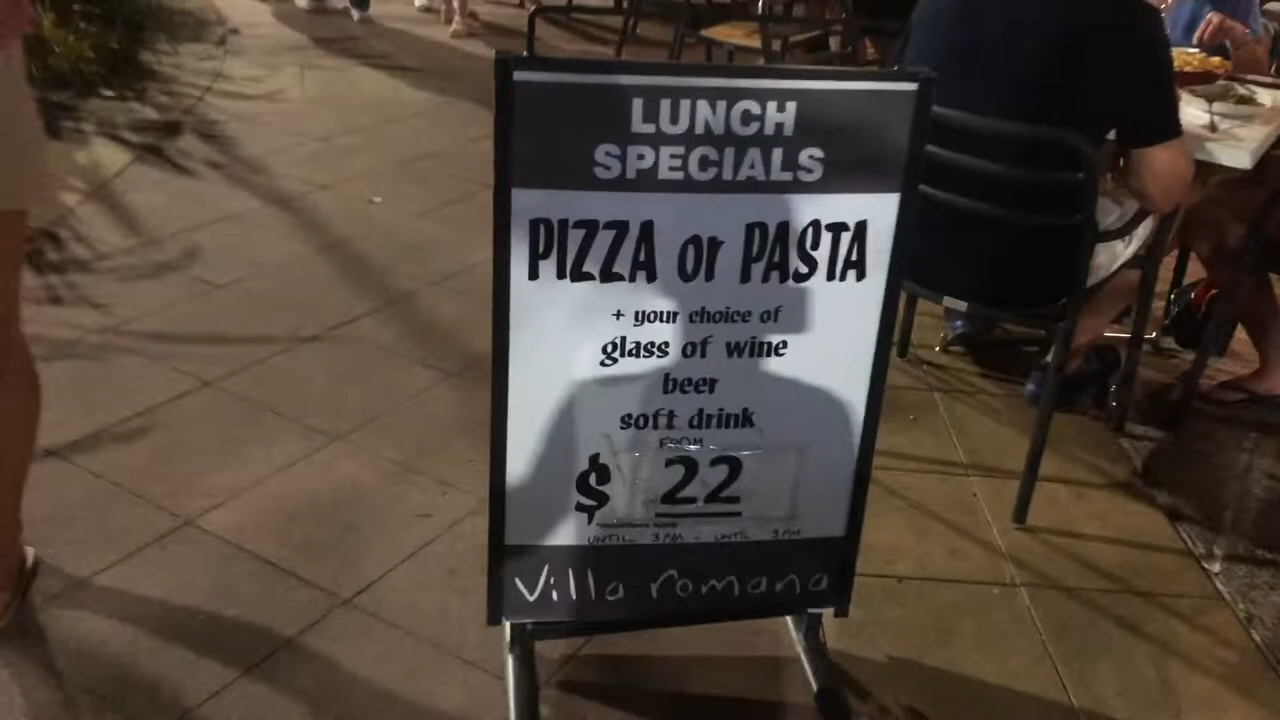 LUNCH
SPECIALS
PIZZA or PASTA
+ your choice of
glass of wine
beer
soft drink
FROM
$ 22
UNTIL 3PM - UNTIL 3PM
Villa romana